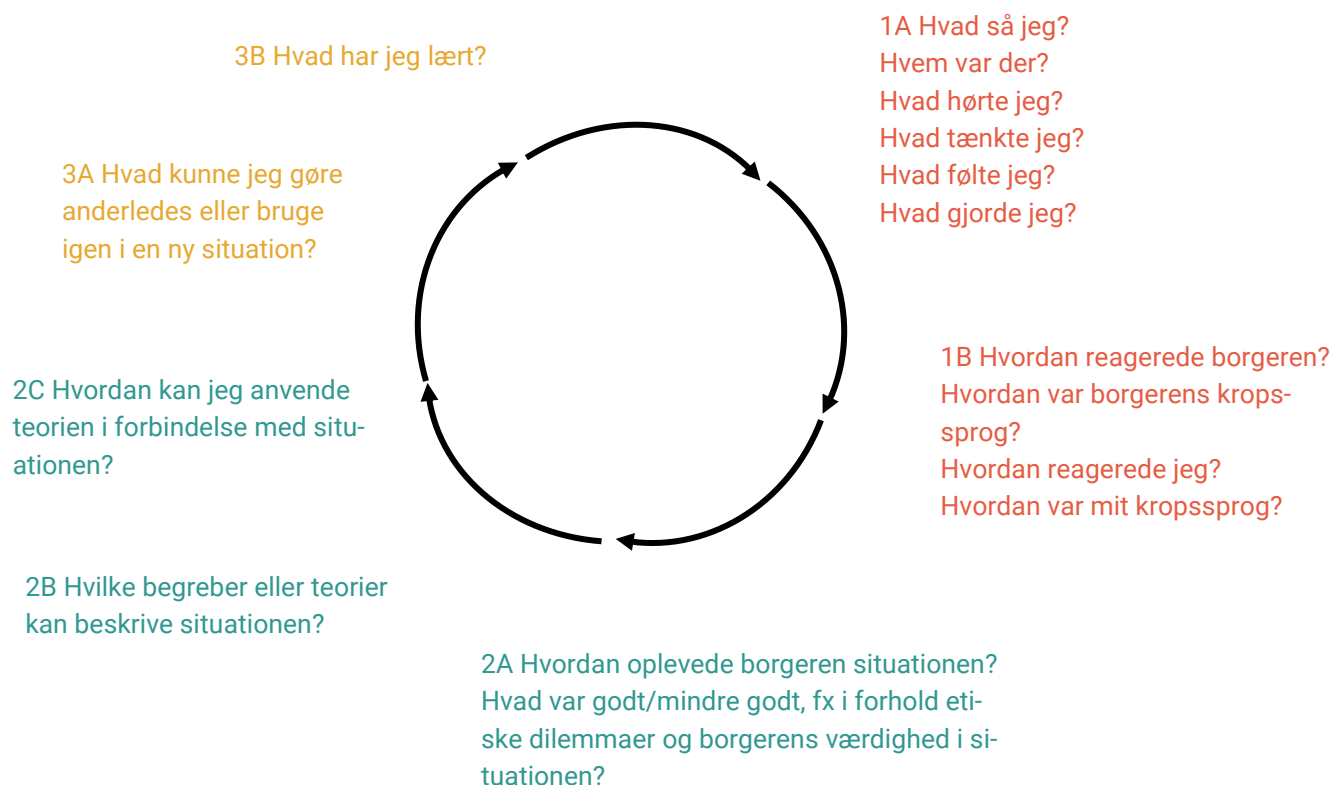 1A Hvad så jeg?
Hvem var der?
Hvad hørte jeg?
Hvad tænkte jeg?
Hvad følte jeg?
Hvad gjorde jeg?
1B Hvordan reagerede borgeren?
Hvordan var borgerens krops-
sprog?
Hvordan reagerede jeg?
Hvordan var mit kropssprog?
2A Hvordan oplevede borgeren situationen?
Hvad var godt/mindre godt, fx i forhold eti-
ske dilemmaer og borgerens værdighed i si-
tuationen?
2B Hvilke begreber eller teorier
kan beskrive situationen?
2C Hvordan kan jeg anvende
teorien i forbindelse med situ-
ationen?
3A Hvad kunne jeg gøre
anderledes eller bruge
igen i en ny situation?
3B Hvad har jeg lært?